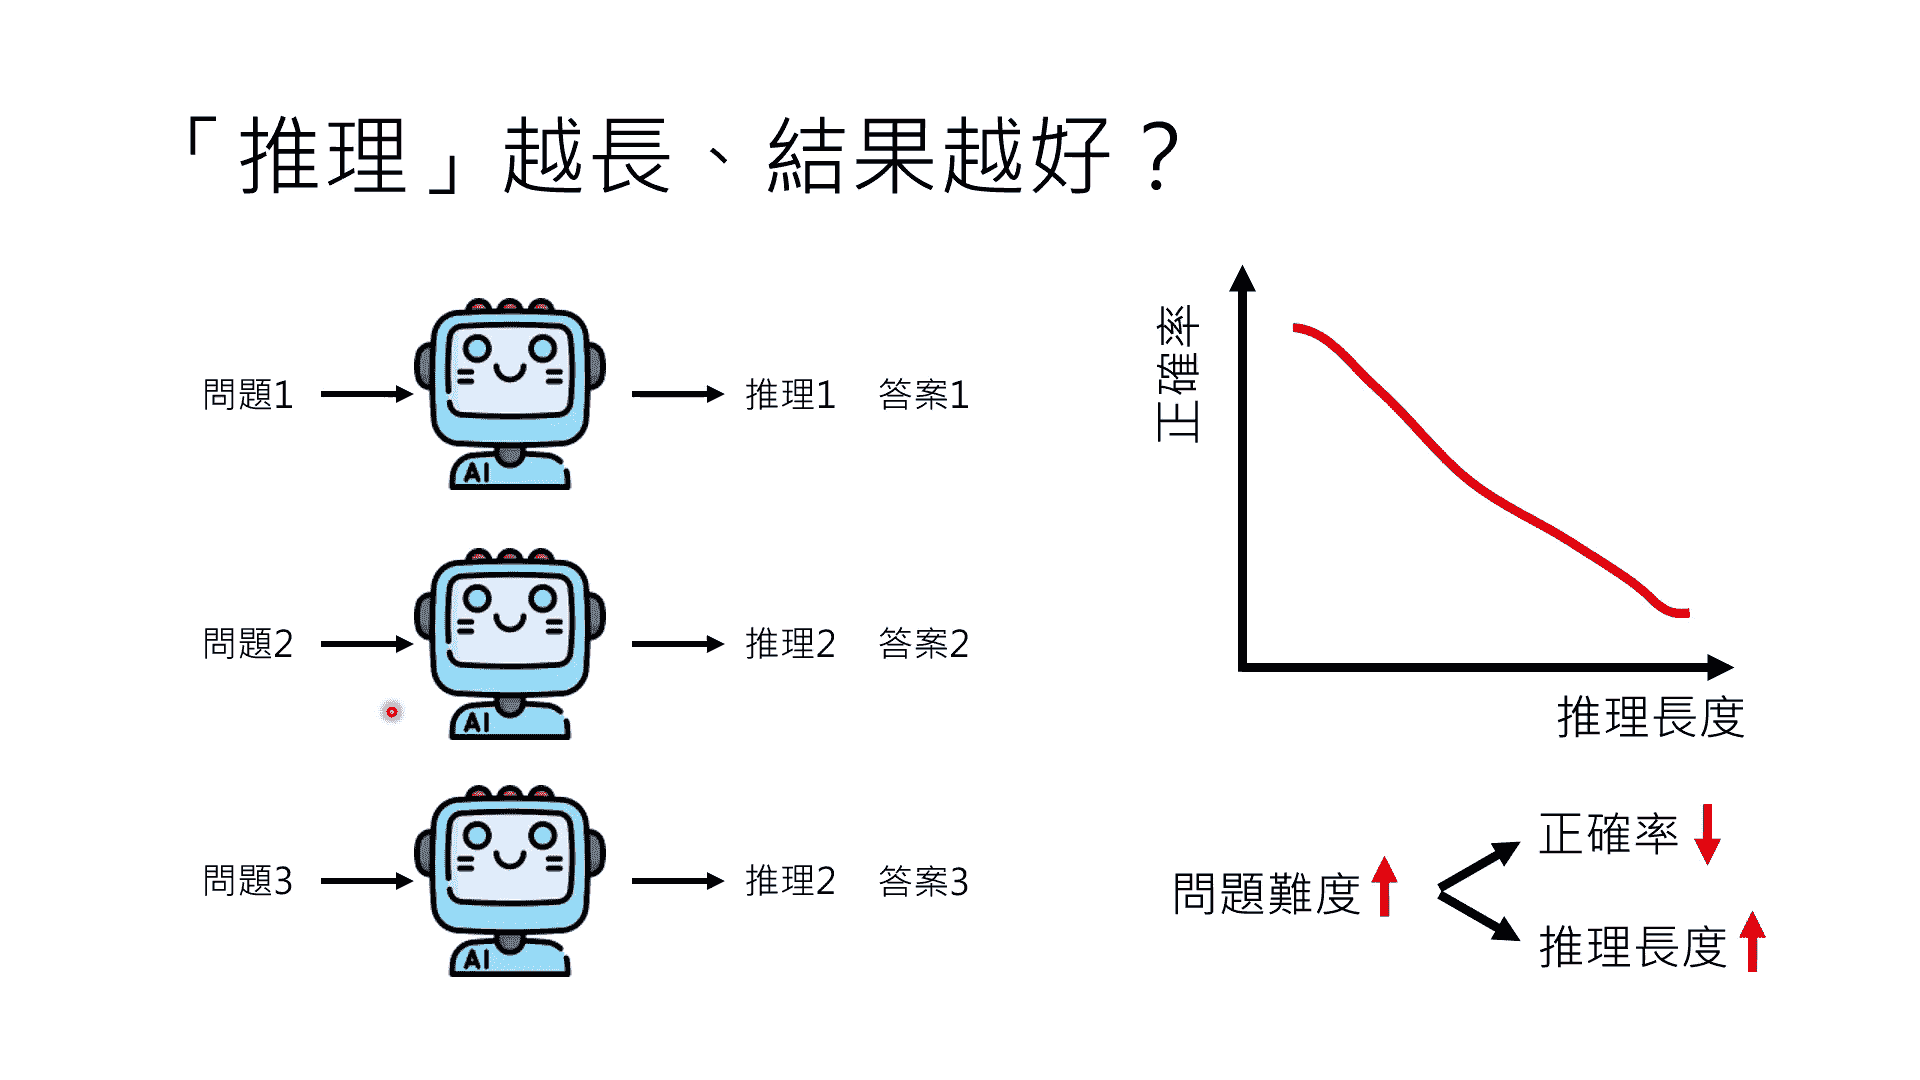 「推理」越長、結果越好？
問題1 推理1 答案1
AI
問題2 推理2 答案2
AI
問題3 推理2 答案3
AI
正確率
推理長度
問題難度
正確率
推理長度